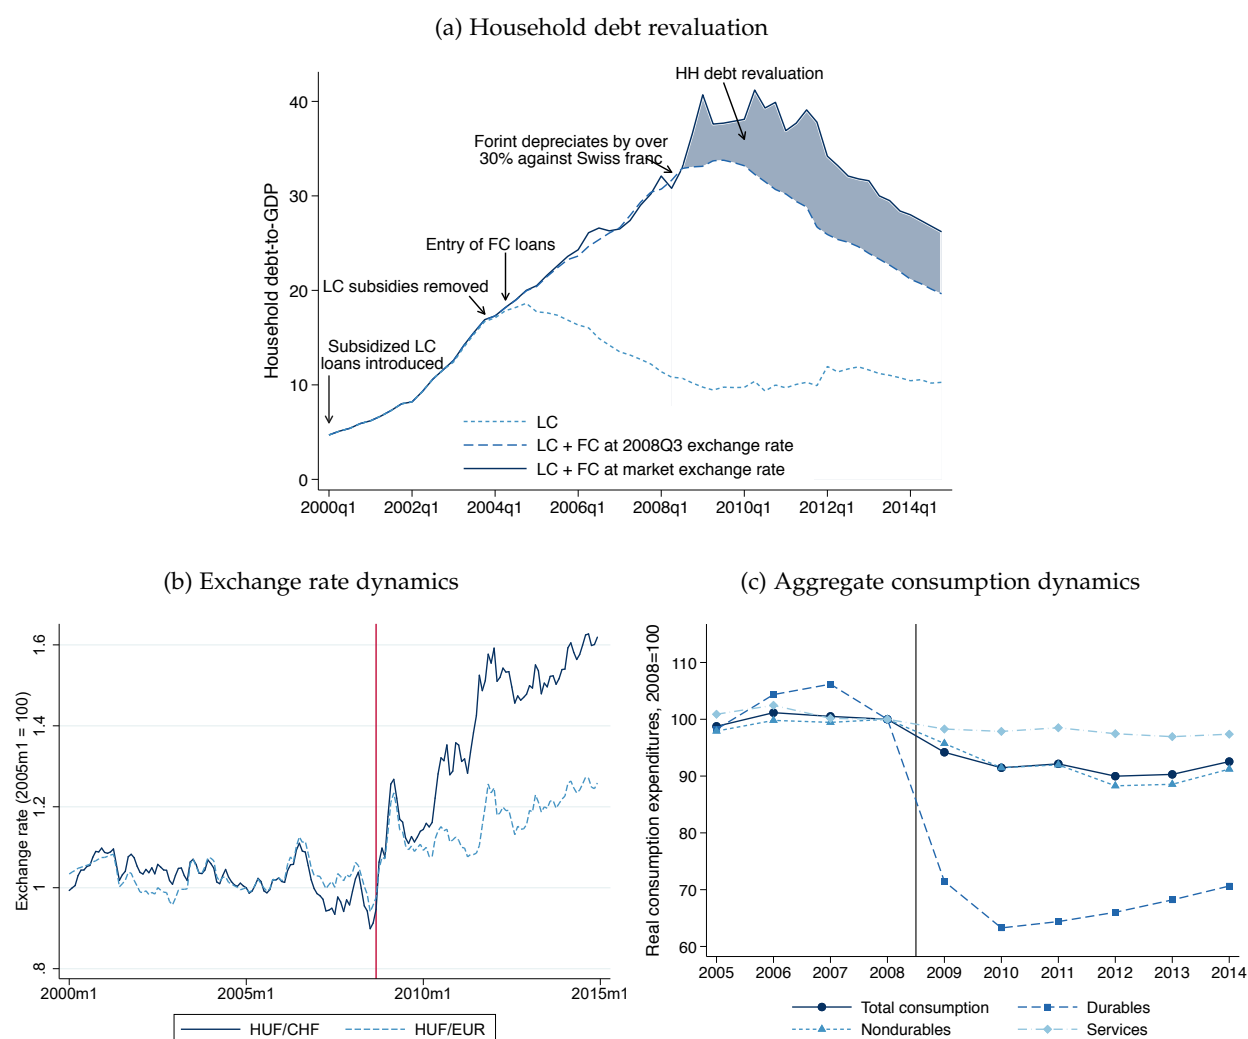 (a) Household debt revaluation
HH debt revaluation
Forint depreciates by over
30% against Swiss franc
Entry of FC loans
LC subsidies removed
Subsidized LC
loans introduced
Household debt-to-GDP
40
30
20
10
0
LC
LC + FC at 2008Q3 exchange rate
LC + FC at market exchange rate
2000q1 2002q1 2004q1 2006q1 2008q1 2010q1 2012q1 2014q1
(b) Exchange rate dynamics
Exchange rate (2005m1 = 100)
1.6
1.4
1.2
1
.8
2000m1 2005m1 2010m1 2015m1
HUF/CHF HUF/EUR
(c) Aggregate consumption dynamics
Real consumption expenditures, 2008=100
110
100
90
80
70
60
2005 2006 2007 2008 2009 2010 2011 2012 2013 2014
Total consumption Durables
Nondurables Services